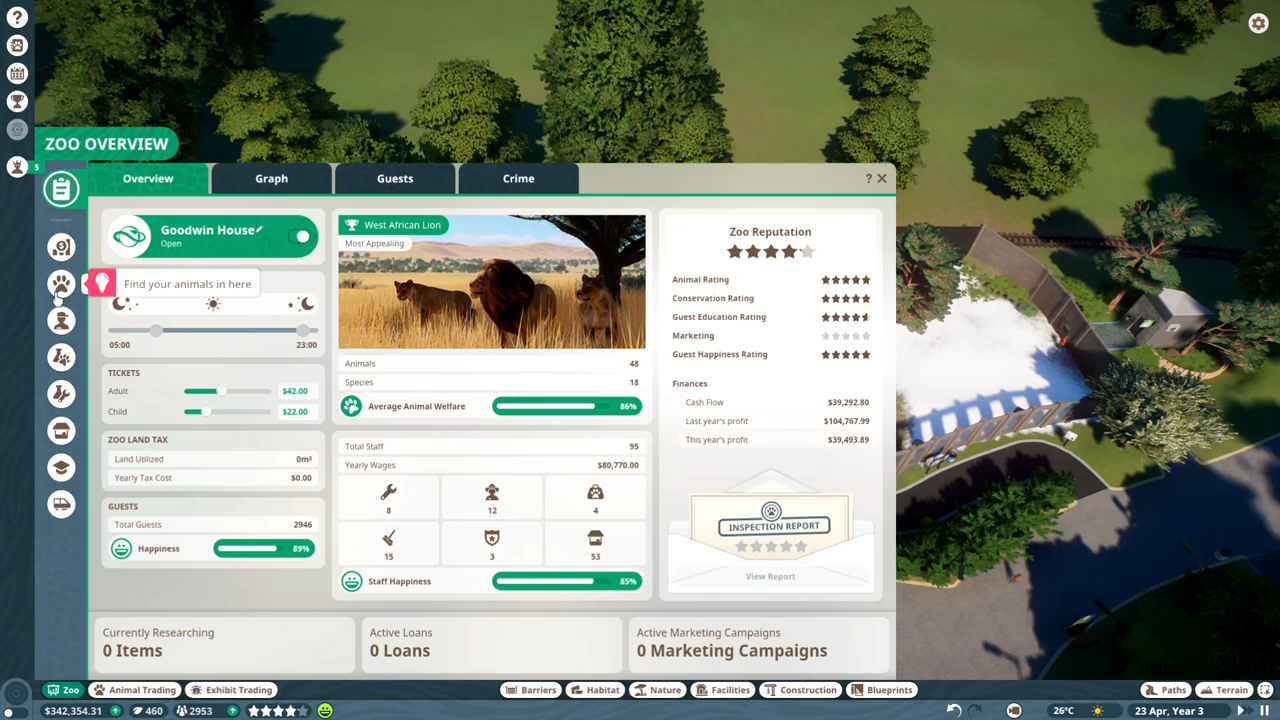 ZOO OVERVIEW
5
Overview
Graph
Guests
Crime
?
Goodwin House
Open
Find your animals in here
05:00
23:00
TICKETS
Adult
$42.00
Child
$22.00
ZOO LAND TAX
Land Utilized
0m²
Yearly Tax Cost
$0.00
GUESTS
Total Guests
2946
Happiness
89%
West African Lion
Most Appealing
Animals
48
Species
18
Average Animal Welfare
86%
Total Staff
95
Yearly Wages
$80,770.00
8
12
4
15
3
53
Staff Happiness
85%
Zoo Reputation
Animal Rating
Conservation Rating
Guest Education Rating
Marketing
Guest Happiness Rating
Finances
Cash Flow
$39,292.80
Last year's profit
$104,767.99
This year's profit
$39,493.89
INSPECTION REPORT
View Report
Currently Researching
0 Items
Active Loans
0 Loans
Active Marketing Campaigns
0 Marketing Campaigns
Zoo
Animal Trading
Exhibit Trading
Barriers
Habitat
Nature
Facilities
Construction
Blueprints
Paths
Terrain
$342,354.31
460
2953
26°C
23 Apr, Year 3